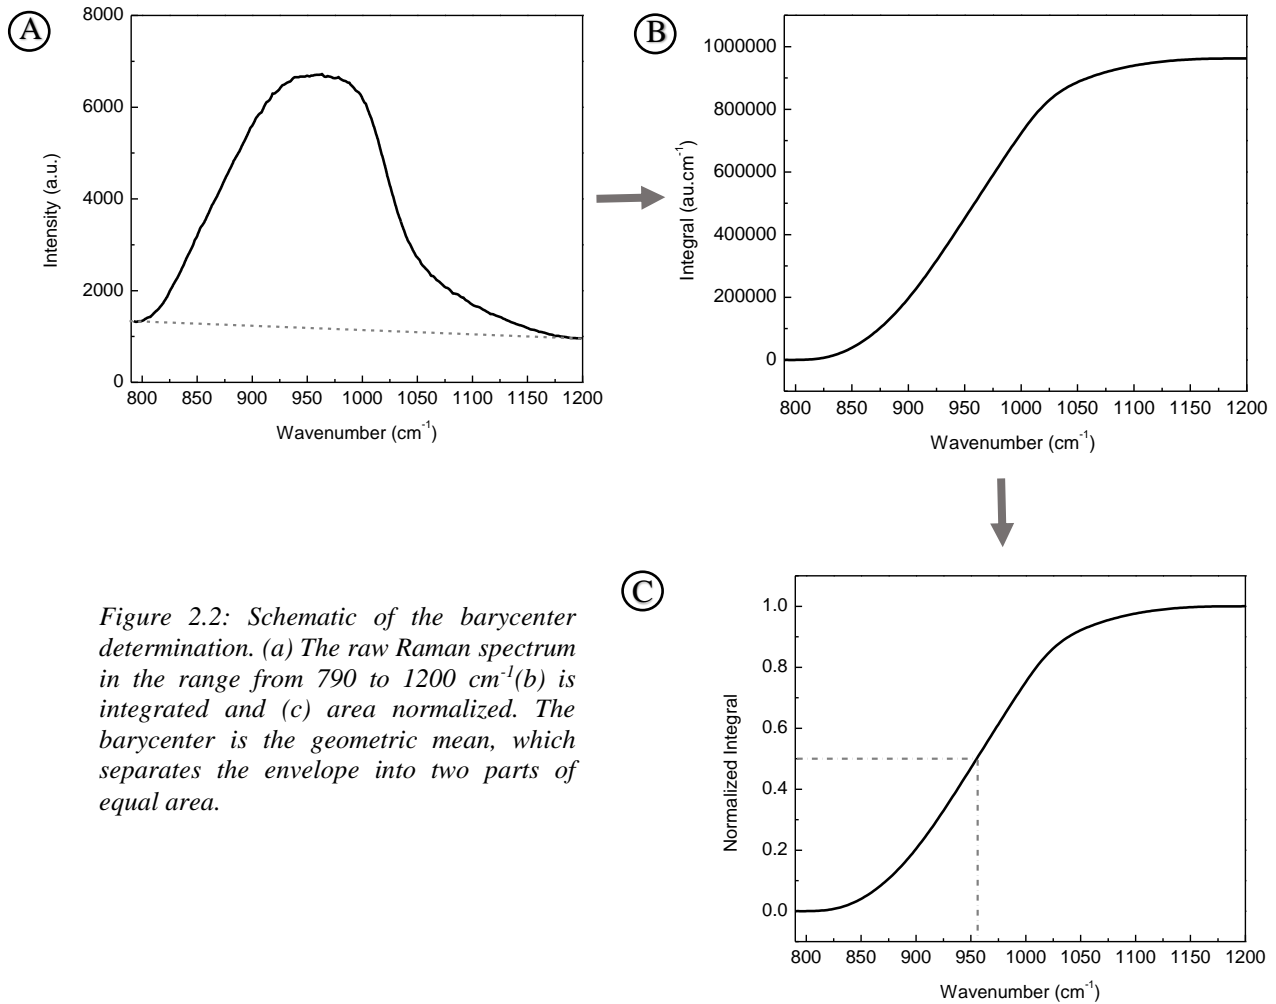 A
8000
6000
4000
2000
0
Intensity (a.u.)
800 850 900 950 1000 1050 1100 1150 1200
Wavenumber (cm-1)
B
1000000
800000
600000
400000
200000
0
Integral (au.cm-1)
800 850 900 950 1000 1050 1100 1150 1200
Wavenumber (cm-1)
Figure 2.2: Schematic of the barycenter
determination. (a) The raw Raman spectrum
in the range from 790 to 1200 cm-1(b) is
integrated and (c) area normalized. The
barycenter is the geometric mean, which
separates the envelope into two parts of
equal area.
C
1.0
0.8
0.6
0.4
0.2
0.0
Normalized Integral
800 850 900 950 1000 1050 1100 1150 1200
Wavenumber (cm-1)